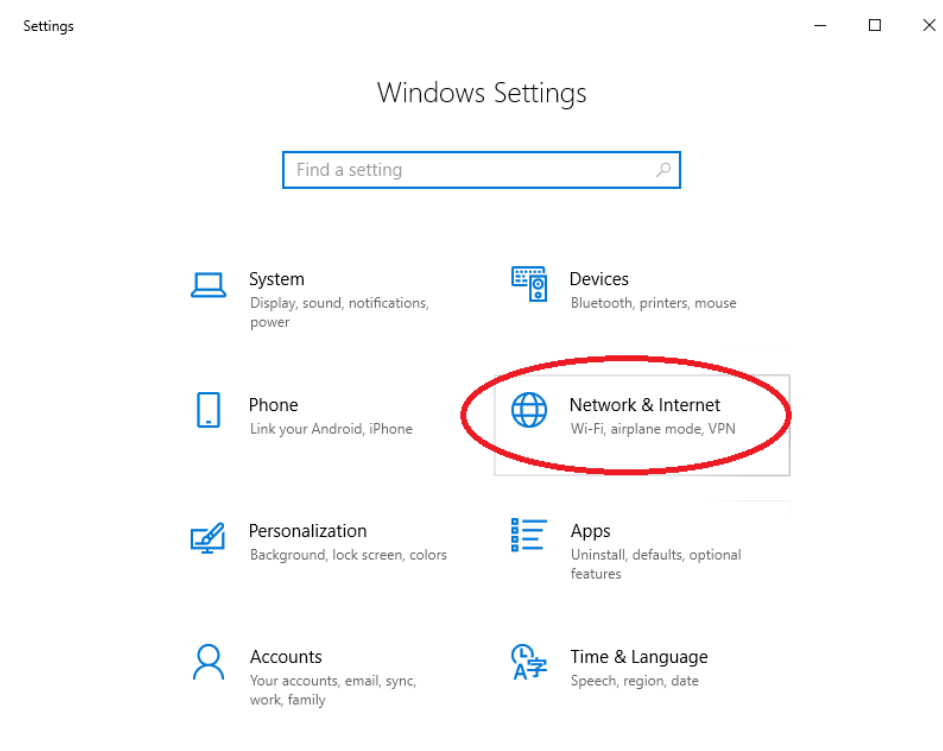 Settings
Windows Settings
Find a setting
System
Display, sound, notifications,
power
Devices
Bluetooth, printers, mouse
Phone
Link your Android, iPhone
Network & Internet
Wi-Fi, airplane mode, VPN
Personalization
Background, lock screen, colors
Apps
Uninstall, defaults, optional
features
Accounts
Your accounts, email, sync,
work, family
Time & Language
Speech, region, date